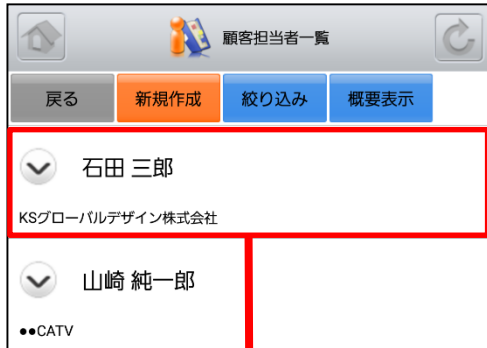 顧客担当者一覧
戻る 新規作成 絞り込み 概要表示
石田 三郎
KSグローバルデザイン株式会社
山崎 純一郎
●●CATV